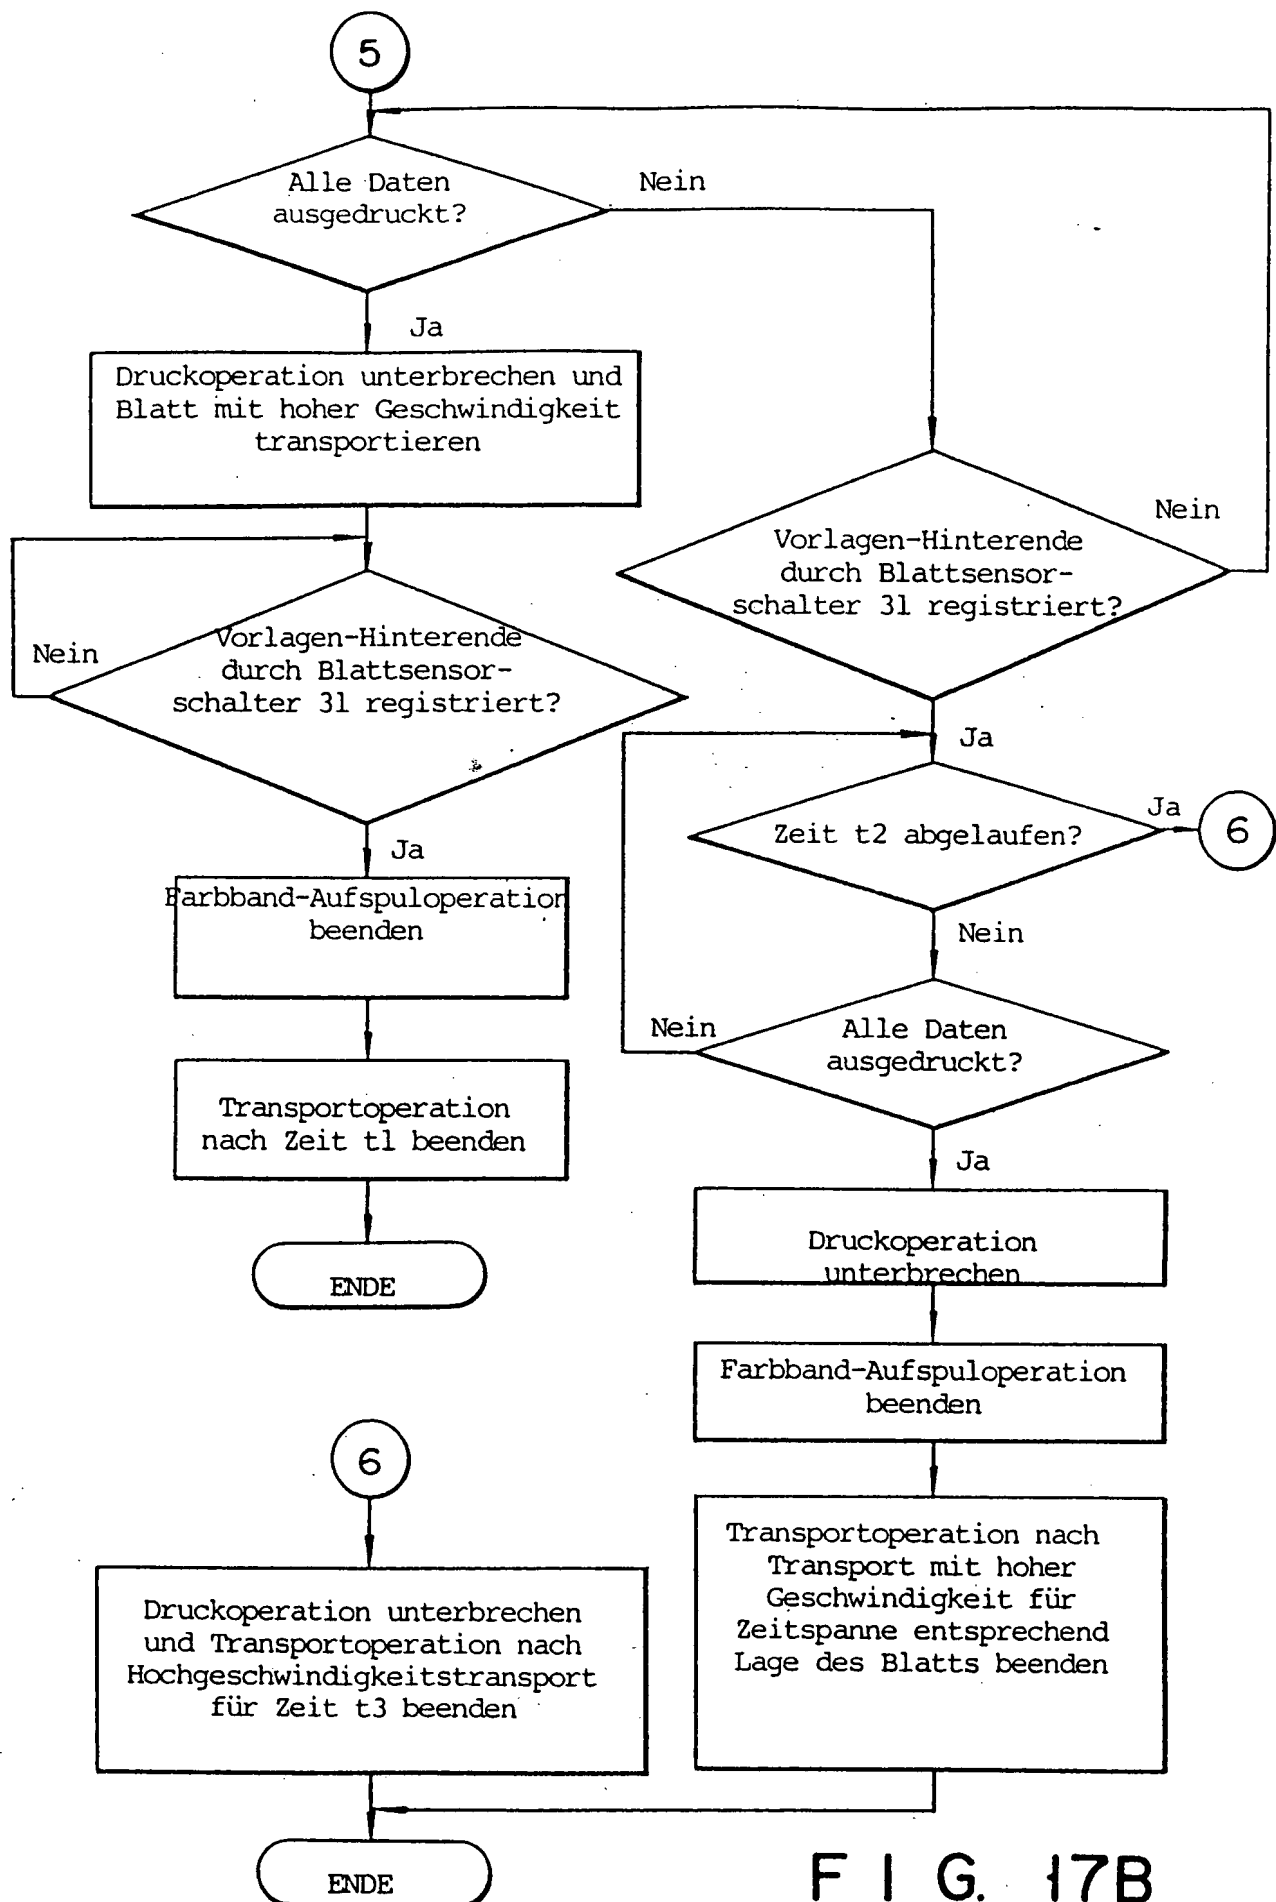 5
Alle Daten
ausgedruckt?
Nein
Ja
Druckoperation unterbrechen und
Blatt mit hoher Geschwindigkeit
transportieren
Nein
Vorlagen-Hinterende
durch Blattsensor-
schalter 31 registriert?
Ja
Farbband-Aufspuloperation
beenden
Transportoperation
nach Zeit t1 beenden
ENDE
Nein
Vorlagen-Hinterende
durch Blattsensor-
schalter 31 registriert?
Ja
Zeit t2 abgelaufen?
Ja
6
Nein
Alle Daten
ausgedruckt?
Nein
Ja
Druckoperation
unterbrechen
Farbband-Aufspuloperation
beenden
Transportoperation nach
Transport mit hoher
Geschwindigkeit für
Zeitspanne entsprechend
Lage des Blatts beenden
6
Druckoperation unterbrechen
und Transportoperation nach
Hochgeschwindigkeitstransport
für Zeit t3 beenden
ENDE
FIG. 17B